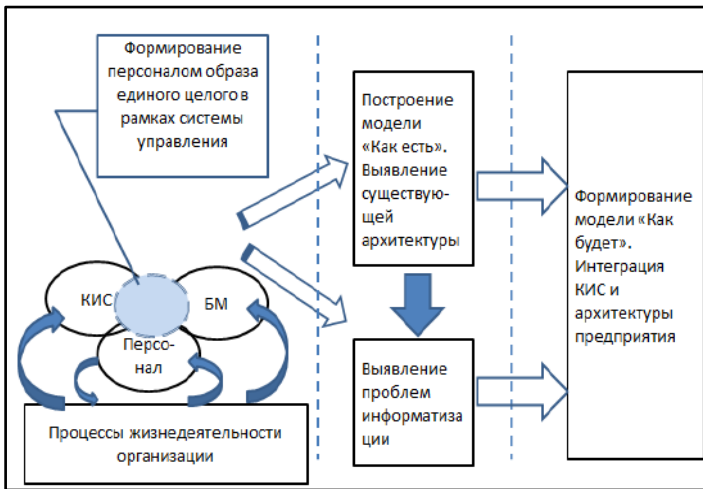 Формирование
персоналом образа
единого целого в
рамках системы
управления
КИС
БМ
Персо-
нал
Процессы жизнедеятельности
организации
Построение
модели
«Как есть».
Выявление
существую-
щей
архитектуры
Выявление
проблем
информатиза
ции
Формирование
модели «Как
будет».
Интеграция
КИС и
архитектуры
предприятия